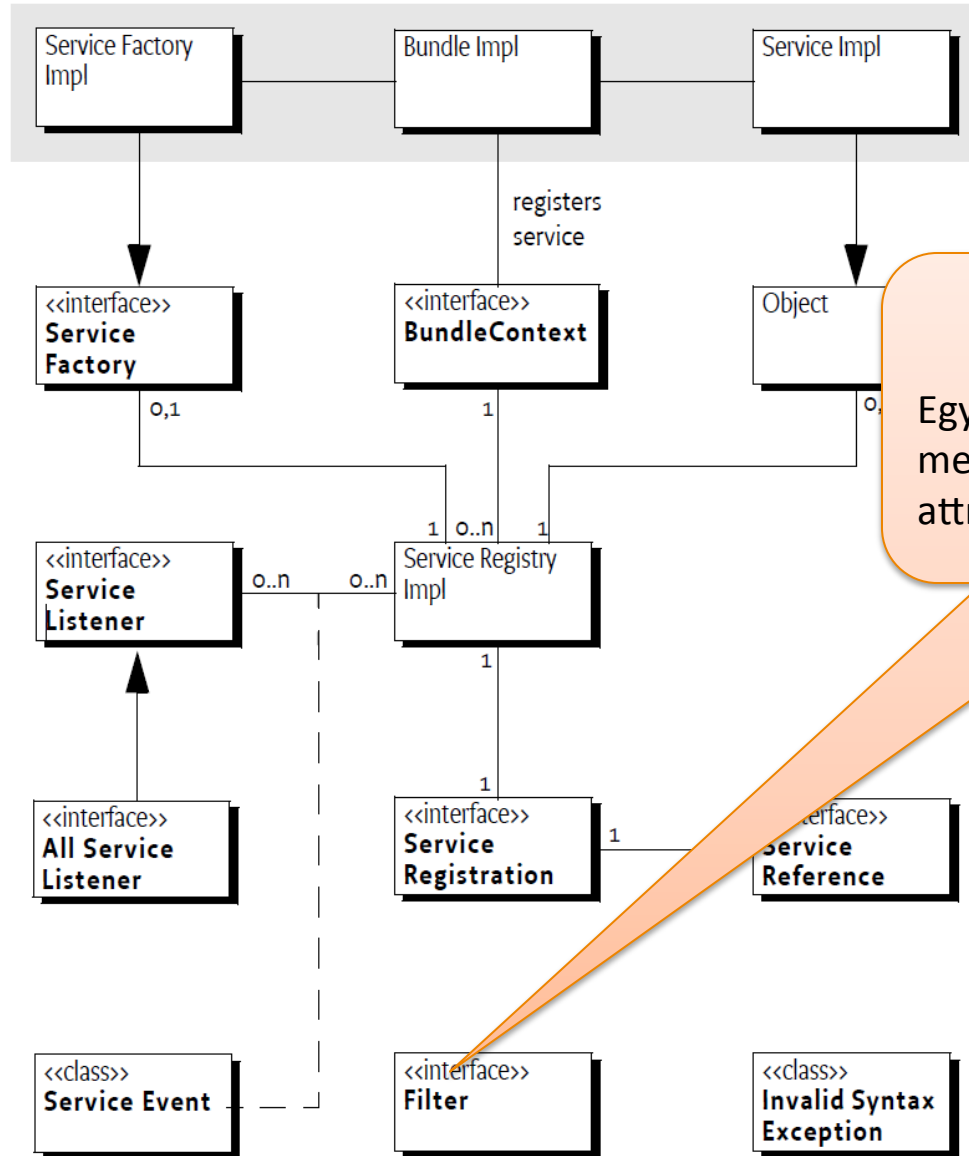 Service Factory
Impl
Bundle Impl
Service Impl
registers
service
<<interface>>
Service
Factory
<<interface>>
BundleContext
Object
0,1
1
0,
1
0..n
1
<<interface>>
Service
Listener
0..n
0..n
Service Registry
Impl
1
1
<<interface>>
All Service
Listener
<<interface>>
Service
Registration
1
Service
Reference
<<class>>
Service Event
<<interface>>
Filter
<<class>>
Invalid Syntax
Exception